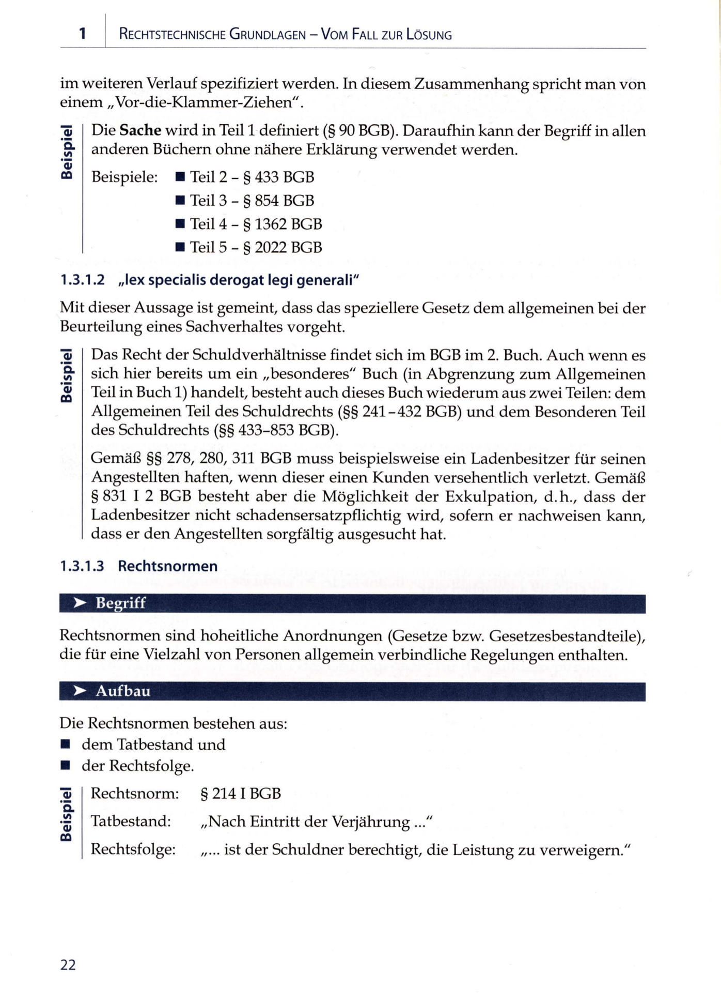 1 RECHTSTECHNISCHE GRUNDLAGEN – VOM FALL ZUR LÖSUNG
im weiteren Verlauf spezifiziert werden. In diesem Zusammenhang spricht man von
einem „Vor-die-Klammer-Ziehen“.
Beispiel
Die Sache wird in Teil 1 definiert (§ 90 BGB). Daraufhin kann der Begriff in allen
anderen Büchern ohne nähere Erklärung verwendet werden.
Beispiele: ■ Teil 2 – § 433 BGB
■ Teil 3 – § 854 BGB
■ Teil 4 – § 1362 BGB
■ Teil 5 – § 2022 BGB
1.3.1.2 „lex specialis derogat legi generali“
Mit dieser Aussage ist gemeint, dass das speziellere Gesetz dem allgemeinen bei der
Beurteilung eines Sachverhaltes vorgeht.
Beispiel
Das Recht der Schuldverhältnisse findet sich im BGB im 2. Buch. Auch wenn es
sich hier bereits um ein „besonderes“ Buch (in Abgrenzung zum Allgemeinen
Teil in Buch 1) handelt, besteht auch dieses Buch wiederum aus zwei Teilen: dem
Allgemeinen Teil des Schuldrechts (§§ 241–432 BGB) und dem Besonderen Teil
des Schuldrechts (§§ 433–853 BGB).
Gemäß §§ 278, 280, 311 BGB muss beispielsweise ein Ladenbesitzer für seinen
Angestellten haften, wenn dieser einen Kunden versehentlich verletzt. Gemäß
§ 831 I 2 BGB besteht aber die Möglichkeit der Exkulpation, d.h., dass der
Ladenbesitzer nicht schadensersatzpflichtig wird, sofern er nachweisen kann,
dass er den Angestellten sorgfältig ausgesucht hat.
1.3.1.3 Rechtsnormen
➤ Begriff
Rechtsnormen sind hoheitliche Anordnungen (Gesetze bzw. Gesetzesbestandteile),
die für eine Vielzahl von Personen allgemein verbindliche Regelungen enthalten.
➤ Aufbau
Die Rechtsnormen bestehen aus:
■ dem Tatbestand und
■ der Rechtsfolge.
Beispiel
Rechtsnorm: § 214 I BGB
Tatbestand: „Nach Eintritt der Verjährung ...“
Rechtsfolge: „... ist der Schuldner berechtigt, die Leistung zu verweigern.“
22